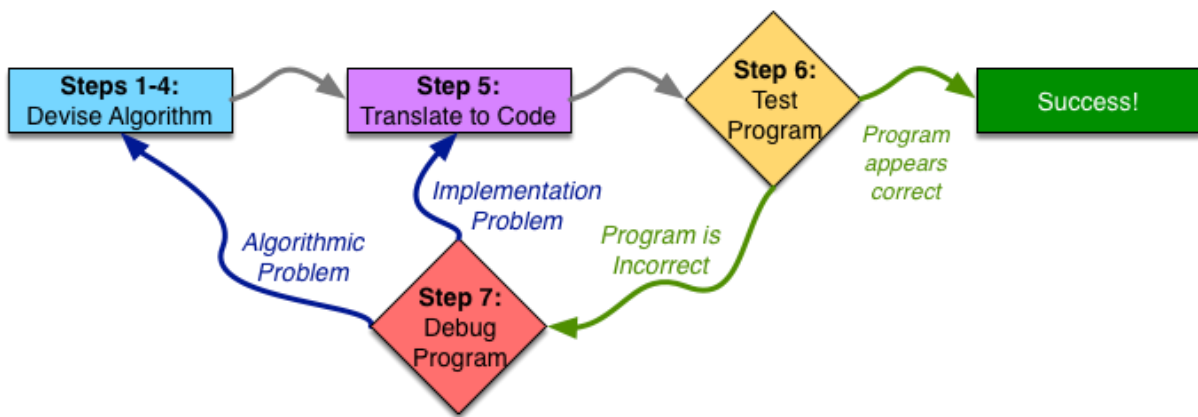 Steps 1-4:
Devise Algorithm
Step 5:
Translate to Code
Step 6:
Test
Program
Success!
Program
appears
correct
Implementation
Problem
Program is
Incorrect
Algorithmic
Problem
Step 7:
Debug
Program